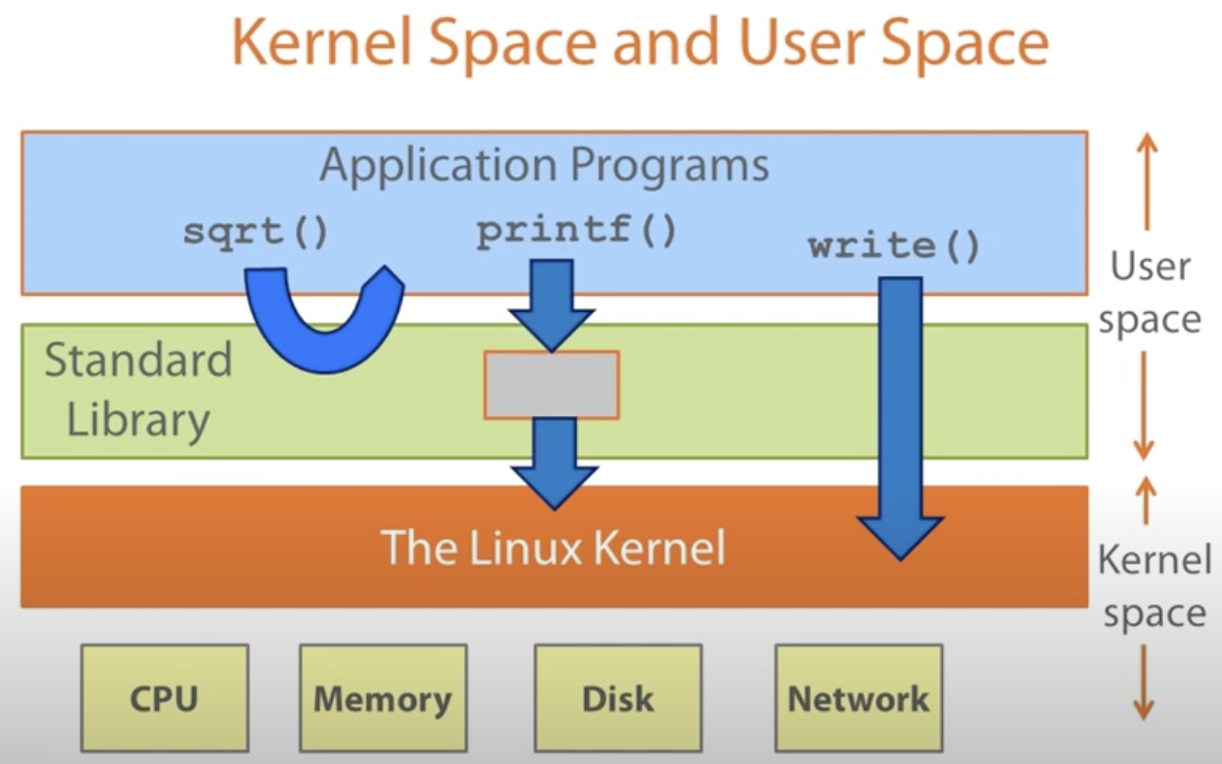 Kernel Space and User Space
Application Programs
sqrt()
printf()
write()
User
space
Standard
Library
The Linux Kernel
Kernel
space
CPU
Memory
Disk
Network